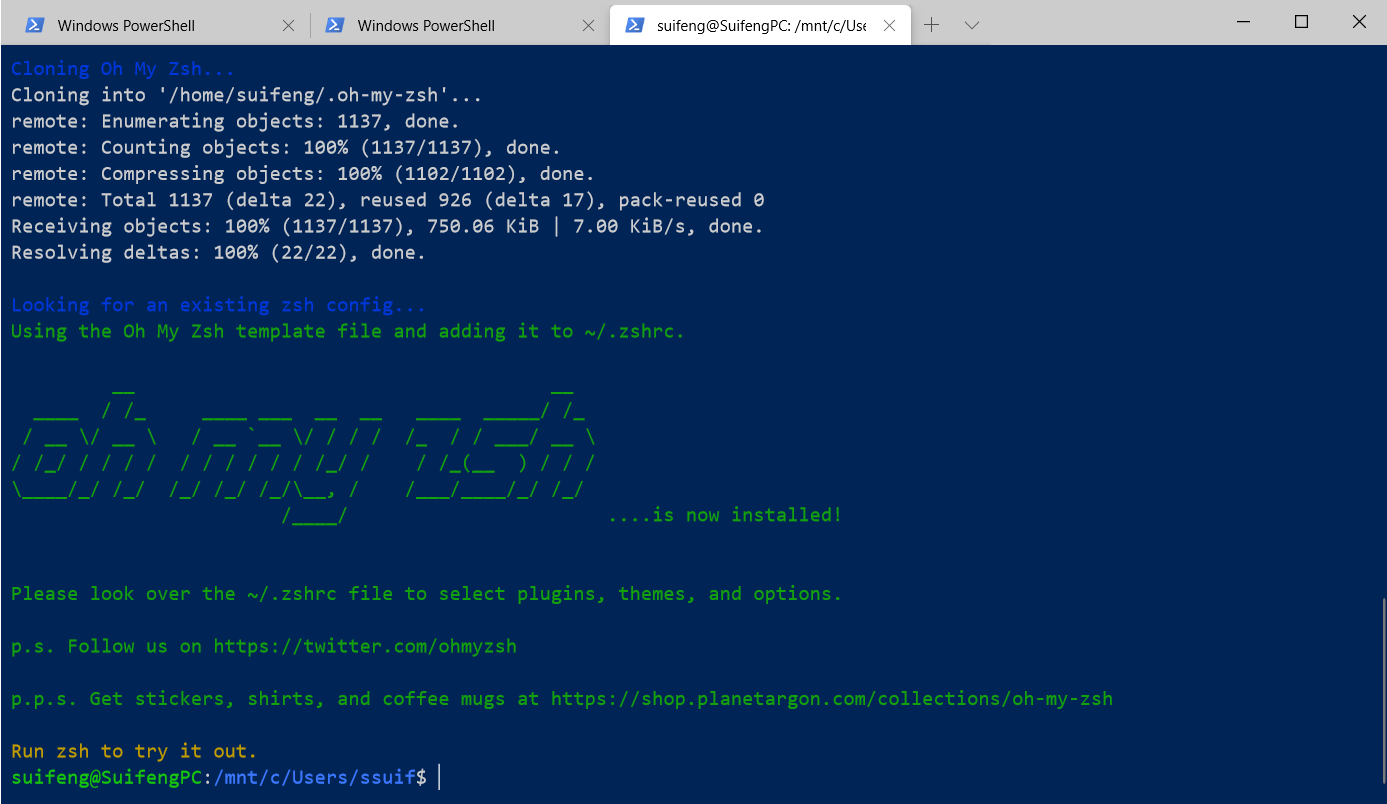 Windows PowerShell
Windows PowerShell
suifeng@SuifengPC: /mnt/c/Use
Cloning Oh My Zsh...
Cloning into '/home/suifeng/.oh-my-zsh'...
remote: Enumerating objects: 1137, done.
remote: Counting objects: 100% (1137/1137), done.
remote: Compressing objects: 100% (1102/1102), done.
remote: Total 1137 (delta 22), reused 926 (delta 17), pack-reused 0
Receiving objects: 100% (1137/1137), 750.06 KiB | 7.00 KiB/s, done.
Resolving deltas: 100% (22/22), done.
Looking for an existing zsh config...
Using the Oh My Zsh template file and adding it to ~/.zshrc.
oh my zsh
....is now installed!
Please look over the ~/.zshrc file to select plugins, themes, and options.
p.s. Follow us on https://twitter.com/ohmyzsh
p.p.s. Get stickers, shirts, and coffee mugs at https://shop.planetargon.com/collections/oh-my-zsh
Run zsh to try it out.
suifeng@SuifengPC:/mnt/c/Users/ssuif$